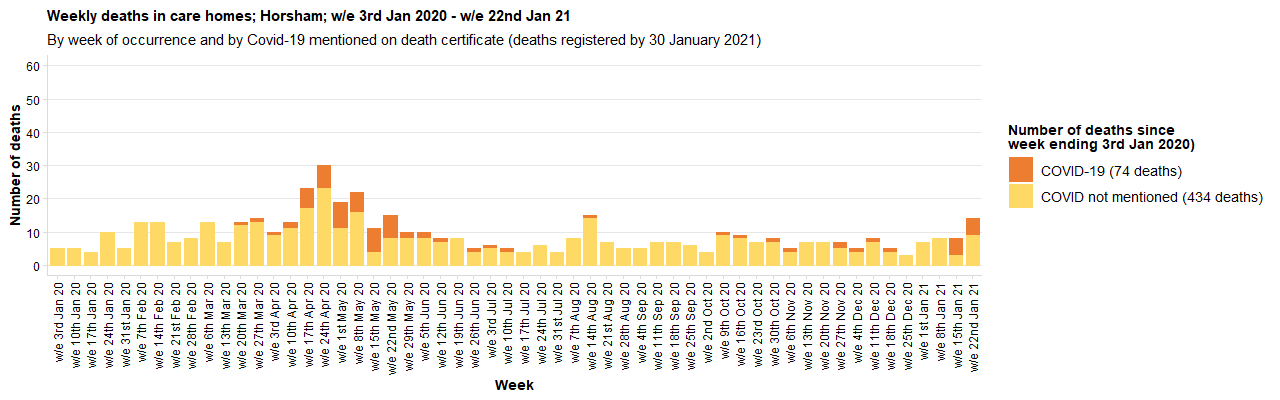 Weekly deaths in care homes; Horsham; w/e 3rd Jan 2020 - w/e 22nd Jan 21
By week of occurrence and by Covid-19 mentioned on death certificate (deaths registered by 30 January 2021)
Number of deaths
60
50
40
30
20
10
0
w/e 3rd Jan 20
w/e 10th Jan 20
w/e 17th Jan 20
w/e 24th Jan 20
w/e 31st Jan 20
w/e 7th Feb 20
w/e 14th Feb 20
w/e 21st Feb 20
w/e 28th Feb 20
w/e 6th Mar 20
w/e 13th Mar 20
w/e 20th Mar 20
w/e 27th Mar 20
w/e 3rd Apr 20
w/e 10th Apr 20
w/e 17th Apr 20
w/e 24th Apr 20
w/e 1st May 20
w/e 8th May 20
w/e 15th May 20
w/e 22nd May 20
w/e 29th May 20
w/e 5th Jun 20
w/e 12th Jun 20
w/e 19th Jun 20
w/e 26th Jun 20
w/e 3rd Jul 20
w/e 10th Jul 20
w/e 17th Jul 20
w/e 24th Jul 20
w/e 31st Jul 20
w/e 7th Aug 20
w/e 14th Aug 20
w/e 21st Aug 20
w/e 28th Aug 20
w/e 4th Sep 20
w/e 11th Sep 20
w/e 18th Sep 20
w/e 25th Sep 20
w/e 2nd Oct 20
w/e 9th Oct 20
w/e 16th Oct 20
w/e 23rd Oct 20
w/e 30th Oct 20
w/e 6th Nov 20
w/e 13th Nov 20
w/e 20th Nov 20
w/e 27th Nov 20
w/e 4th Dec 20
w/e 11th Dec 20
w/e 18th Dec 20
w/e 25th Dec 20
w/e 1st Jan 21
w/e 8th Jan 21
w/e 15th Jan 21
w/e 22nd Jan 21
Week
Number of deaths since
week ending 3rd Jan 2020)
COVID-19 (74 deaths)
COVID not mentioned (434 deaths)